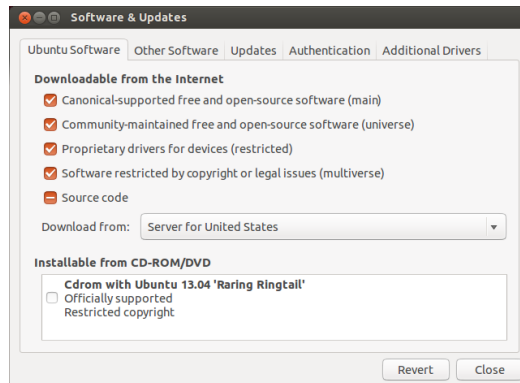 Software & Updates
Ubuntu Software Other Software Updates Authentication Additional Drivers
Downloadable from the Internet
Canonical-supported free and open-source software (main)
Community-maintained free and open-source software (universe)
Proprietary drivers for devices (restricted)
Software restricted by copyright or legal issues (multiverse)
Source code
Download from: Server for United States
Installable from CD-ROM/DVD
Cdrom with Ubuntu 13.04 'Raring Ringtail'
Officially supported
Restricted copyright
Revert Close